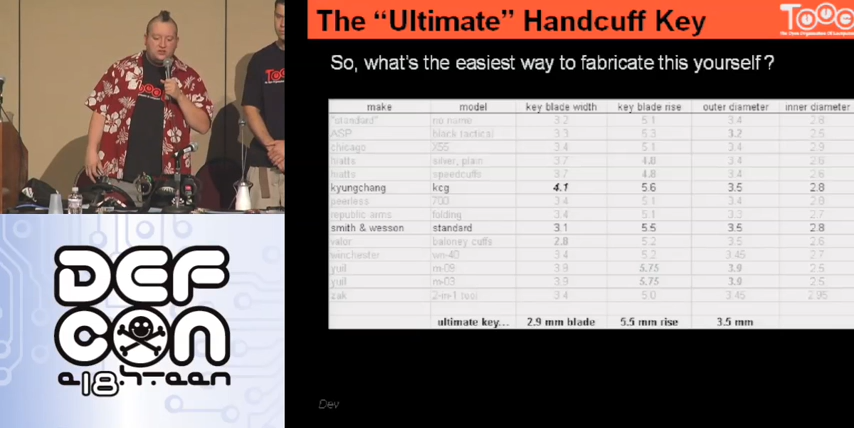 The "Ultimate" Handcuff Key
TOOOL
So, what's the easiest way to fabricate this yourself?
make model key blade width key blade rise outer diameter inner diameter
"standard" no name 3.2 5.1 3.4 2.8
ASP black tactical 3.3 5.3 3.4 3.2 2.5
chicago X55 3.4 5.1 3.4 2.9
hiatts silver, plain 3.7 4.8 3.4 2.8
hiatts speedcuffs 3.7 4.8 3.4 2.8
kyungchang kcg 4.1 5.6 3.5 2.8
peerless 700 3.4 5.1 3.4 2.8
republic arms folding 3.4 5.1 3.3 2.7
smith & wesson standard 3.1 5.5 3.5 2.8
valor baloney cuffs 2.8 5.2 3.5 2.6
winchester wn-40 3.4 5.2 3.45 2.7
yuil m-09 3.8 5.75 3.9 2.5
yuil m-03 3.9 5.75 3.9 2.5
zak 2-in-1 tool 3.4 5.0 3.45 2.95
ultimate key... 2.9 mm blade 5.5 mm rise 3.5 mm
Dev
DEF
CON
e18hteen